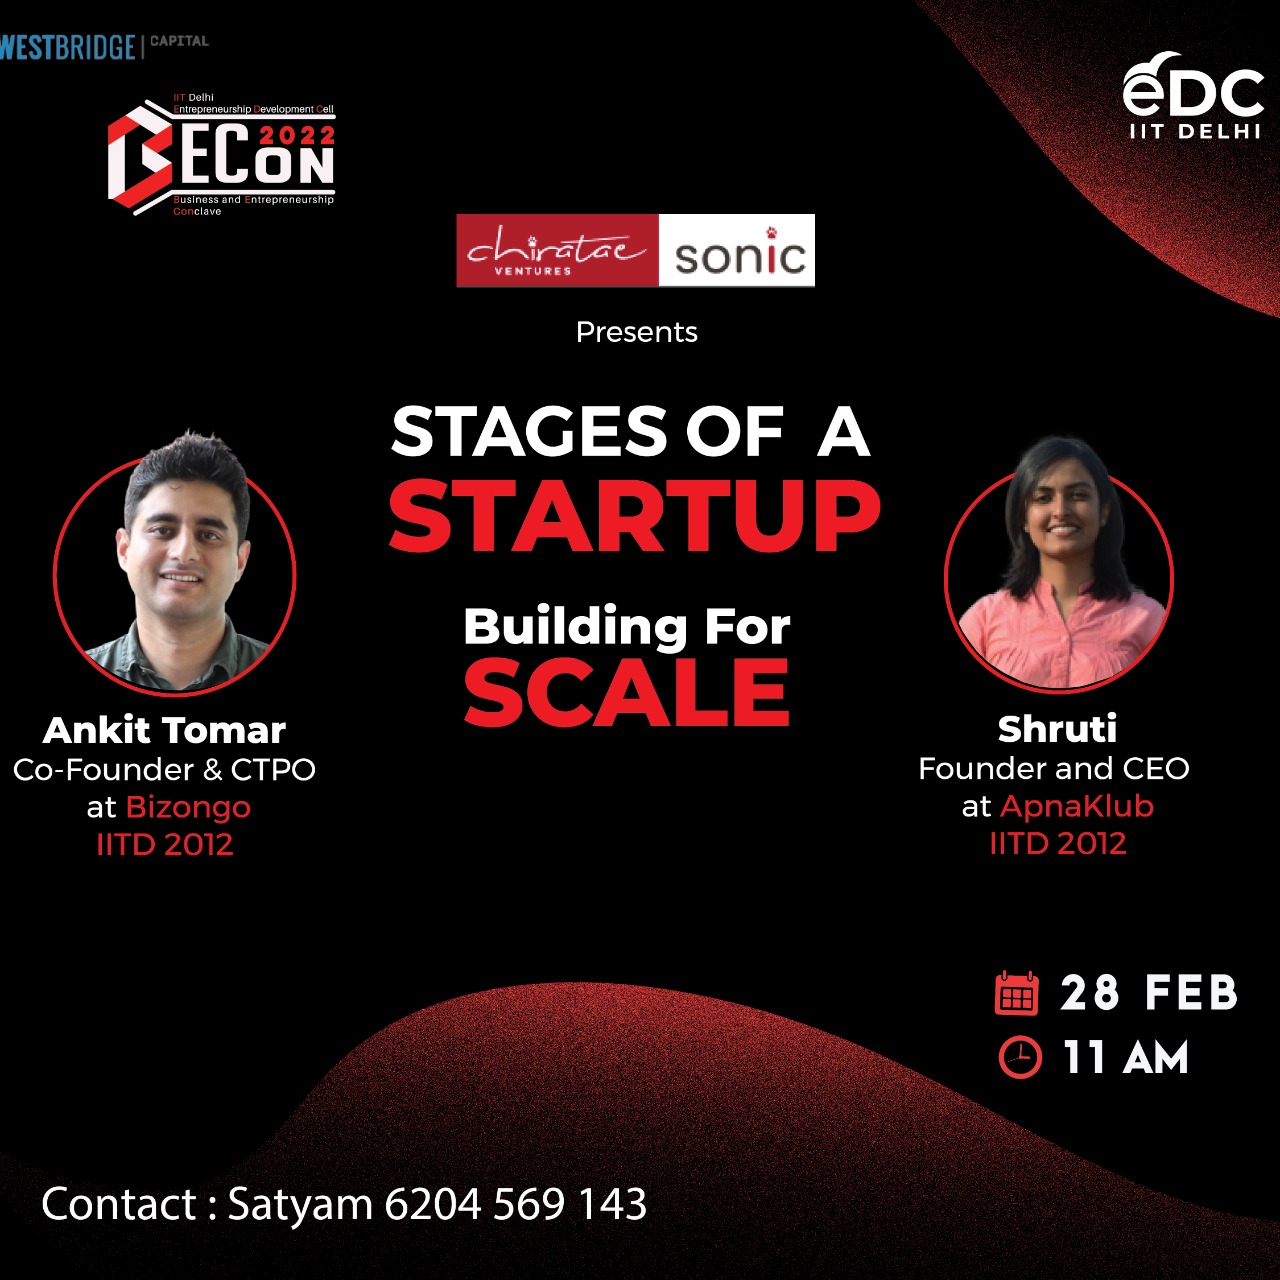 WESTBRIDGE | CAPITAL
IIT Delhi
Entrepreneurship Development Cell
BECon 2022
Business and Entrepreneurship
Conclave
eDC
IIT DELHI
chiratae
VENTURES
sonic
Presents
STAGES OF A
STARTUP
Building For
SCALE
Ankit Tomar
Co-Founder & CTPO
at Bizongo
IITD 2012
Shruti
Founder and CEO
at ApnaKlub
IITD 2012
28 FEB
11 AM
Contact : Satyam 6204 569 143